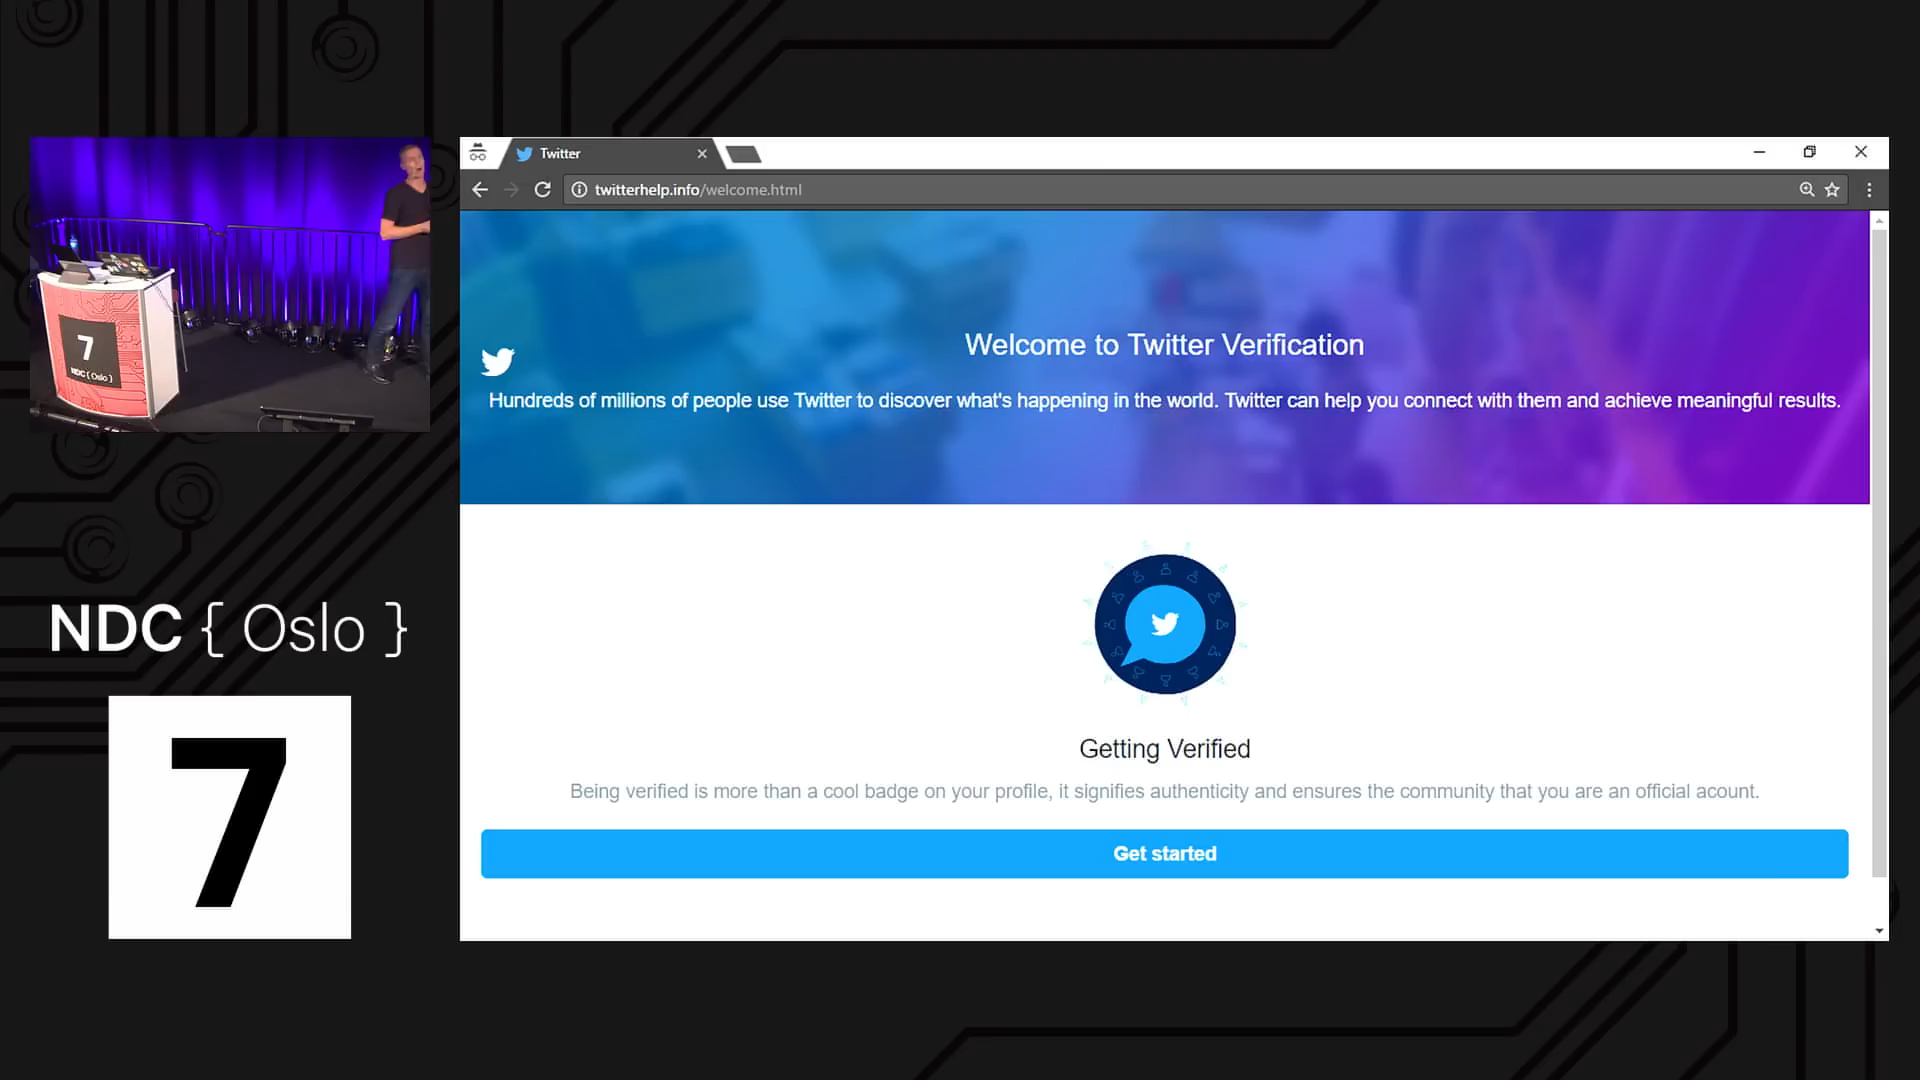 Twitter
twitterhelp.info/welcome.html
Welcome to Twitter Verification
Hundreds of millions of people use Twitter to discover what's happening in the world. Twitter can help you connect with them and achieve meaningful results.
Getting Verified
Being verified is more than a cool badge on your profile, it signifies authenticity and ensures the community that you are an official acount.
Get started
7
NDC { Oslo }
NDC { Oslo }
7